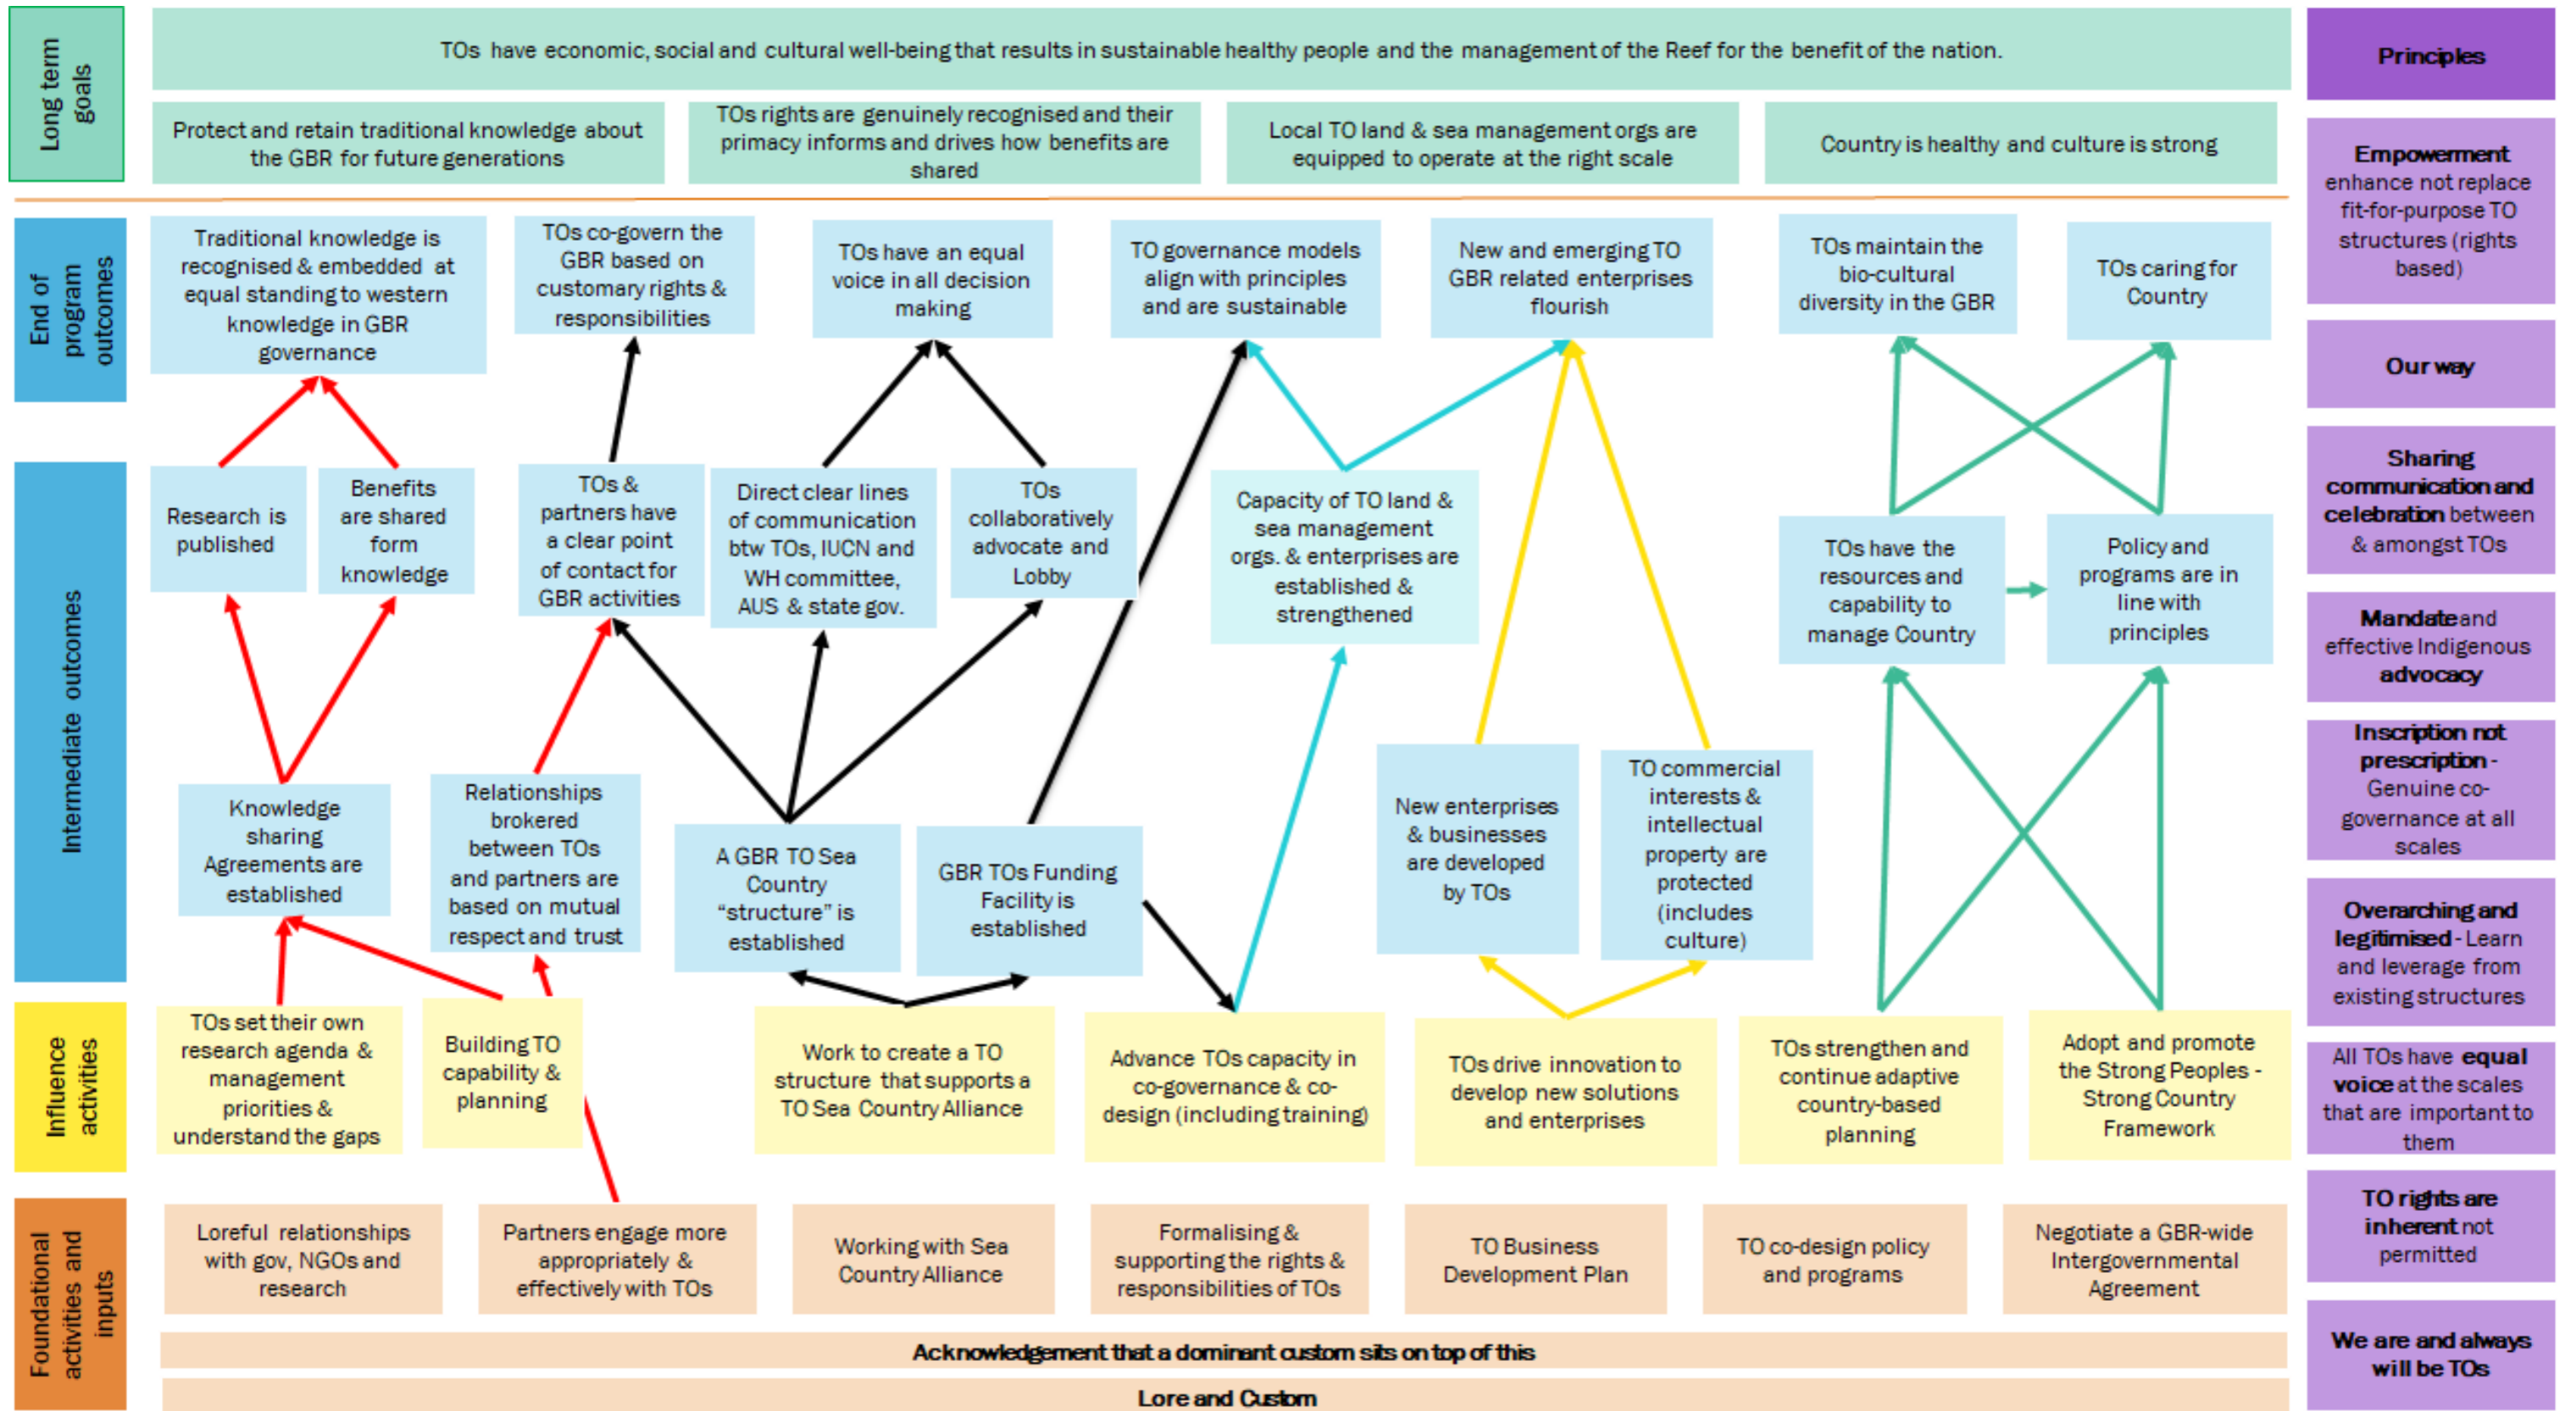 Long term
goals
TOs have economic, social and cultural well-being that results in sustainable healthy people and the management of the Reef for the benefit of the nation.
Protect and retain traditional knowledge about
the GBR for future generations
TOs rights are genuinely recognised and their
primacy informs and drives how benefits are
shared
Local TO land & sea management orgs are
equipped to operate at the right scale
Country is healthy and culture is strong
End of
program
outcomes
Traditional knowledge is
recognised & embedded at
equal standing to western
knowledge in GBR
governance
TOs co-govern the
GBR based on
customary rights &
responsibilities
TOs have an equal
voice in all decision
making
TO governance models
align with principles
and are sustainable
New and emerging TO
GBR related enterprises
flourish
TOs maintain the
bio-cultural
diversity in the GBR
TOs caring for
Country
Intermediate outcomes
Research is
published
Benefits
are shared
form
knowledge
TOs &
partners have
a clear point
of contact for
GBR activities
Direct clear lines
of communication
btw TOs, IUCN and
WH committee,
AUS & state gov.
TOs
collaboratively
advocate and
Lobby
Capacity of TO land &
sea management
orgs. & enterprises are
established &
strengthened
TOs have the
resources and
capability to
manage Country
Policy and
programs are in
line with
principles
Knowledge
sharing
Agreements are
established
Relationships
brokered
between TOs
and partners are
based on mutual
respect and trust
A GBR TO Sea
Country
“structure” is
established
GBR TOs Funding
Facility is
established
New enterprises
& businesses
are developed
by TOs
TO commercial
interests &
intellectual
property are
protected
(includes
culture)
Influence
activities
TOs set their own
research agenda &
management
priorities &
understand the gaps
Building TO
capability &
planning
Work to create a TO
structure that supports a
TO Sea Country Alliance
Advance TOs capacity in
co-governance & co-
design (including training)
TOs drive innovation to
develop new solutions
and enterprises
TOs strengthen and
continue adaptive
country-based
planning
Adopt and promote
the Strong Peoples -
Strong Country
Framework
Foundational
activities and
inputs
Loreful relationships
with gov, NGOs and
research
Partners engage more
appropriately &
effectively with TOs
Working with Sea
Country Alliance
Formalising &
supporting the rights &
responsibilities of TOs
TO Business
Development Plan
TO co-design policy
and programs
Negotiate a GBR-wide
Intergovernmental
Agreement
Acknowledgement that a dominant custom sits on top of this
Lore and Custom
Principles
Empowerment
enhance not replace
fit-for-purpose TO
structures (rights
based)
Our way
Sharing
communication and
celebration between
& amongst TOs
Mandate and
effective Indigenous
advocacy
Inscription not
prescription -
Genuine co-
governance at all
scales
Overarching and
legitimised - Learn
and leverage from
existing structures
All TOs have equal
voice at the scales
that are important to
them
TO rights are
inherent not
permitted
We are and always
will be TOs